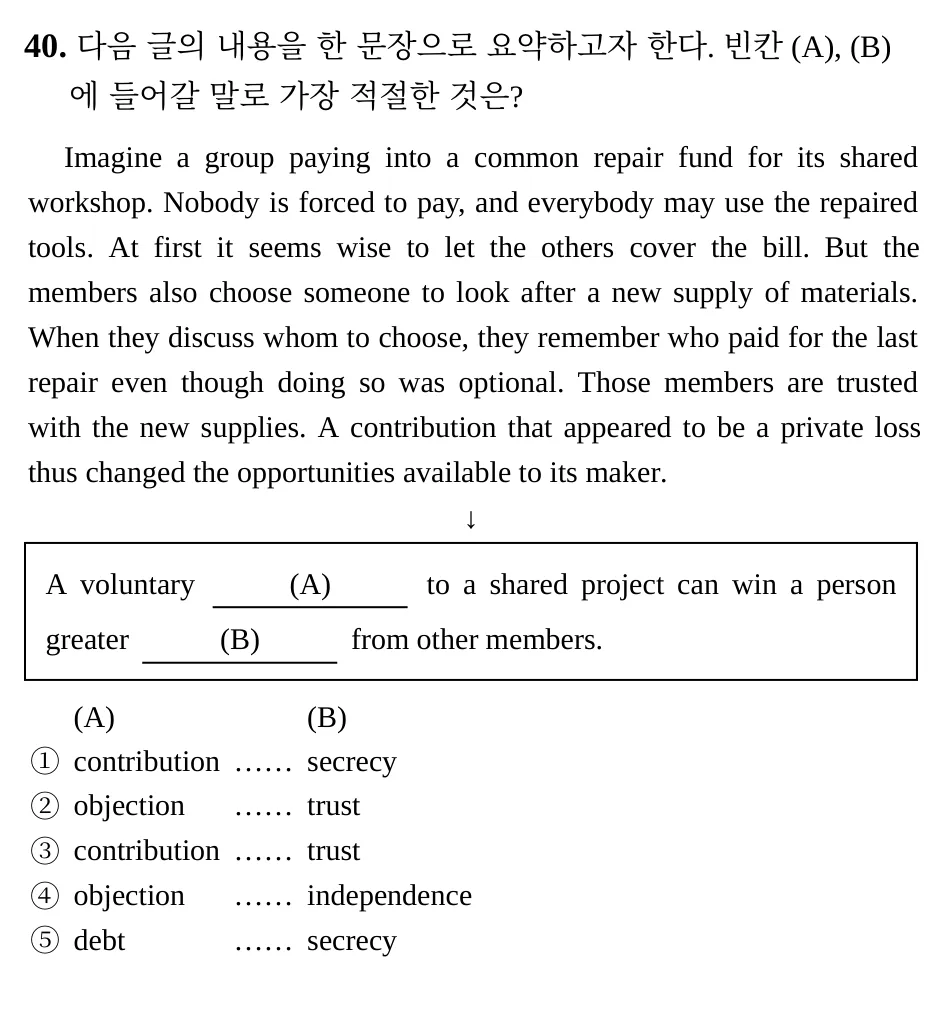 40. 다음 글의 내용을 한 문장으로 요약하고자 한다. 빈칸 (A), (B)
에 들어갈 말로 가장 적절한 것은?
Imagine a group paying into a common repair fund for its shared
workshop. Nobody is forced to pay, and everybody may use the repaired
tools. At first it seems wise to let the others cover the bill. But the
members also choose someone to look after a new supply of materials.
When they discuss whom to choose, they remember who paid for the last
repair even though doing so was optional. Those members are trusted
with the new supplies. A contribution that appeared to be a private loss
thus changed the opportunities available to its maker.
↓
A voluntary (A) to a shared project can win a person
greater (B) from other members.
(A) (B)
① contribution …… secrecy
② objection …… trust
③ contribution …… trust
④ objection …… independence
⑤ debt …… secrecy